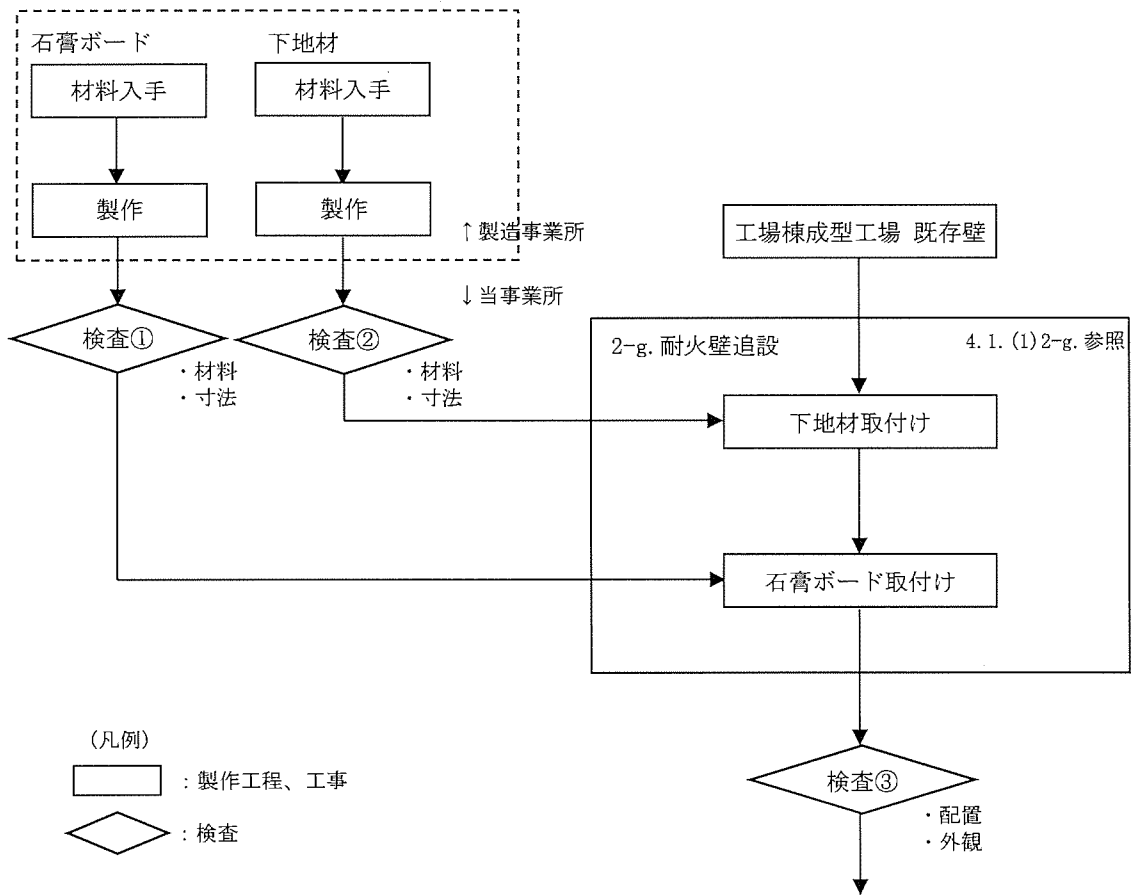 石膏ボード
下地材
材料入手
材料入手
製作
製作
↑製造事業所
↓当事業所
工場棟成型工場 既存壁
検査①
・材料
・寸法
検査②
・材料
・寸法
2-g.耐火壁追設
4.1.(1)2-g.参照
下地材取付け
石膏ボード取付け
検査③
・配置
・外観
(凡例)
：製作工程、工事
：検査